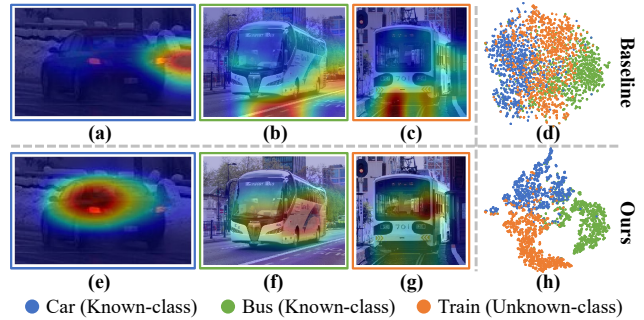 (a)
(b)
(c)
(d)
Baseline
(e)
(f)
(g)
(h)
Ours
Car (Known-class)
Bus (Known-class)
Train (Unknown-class)